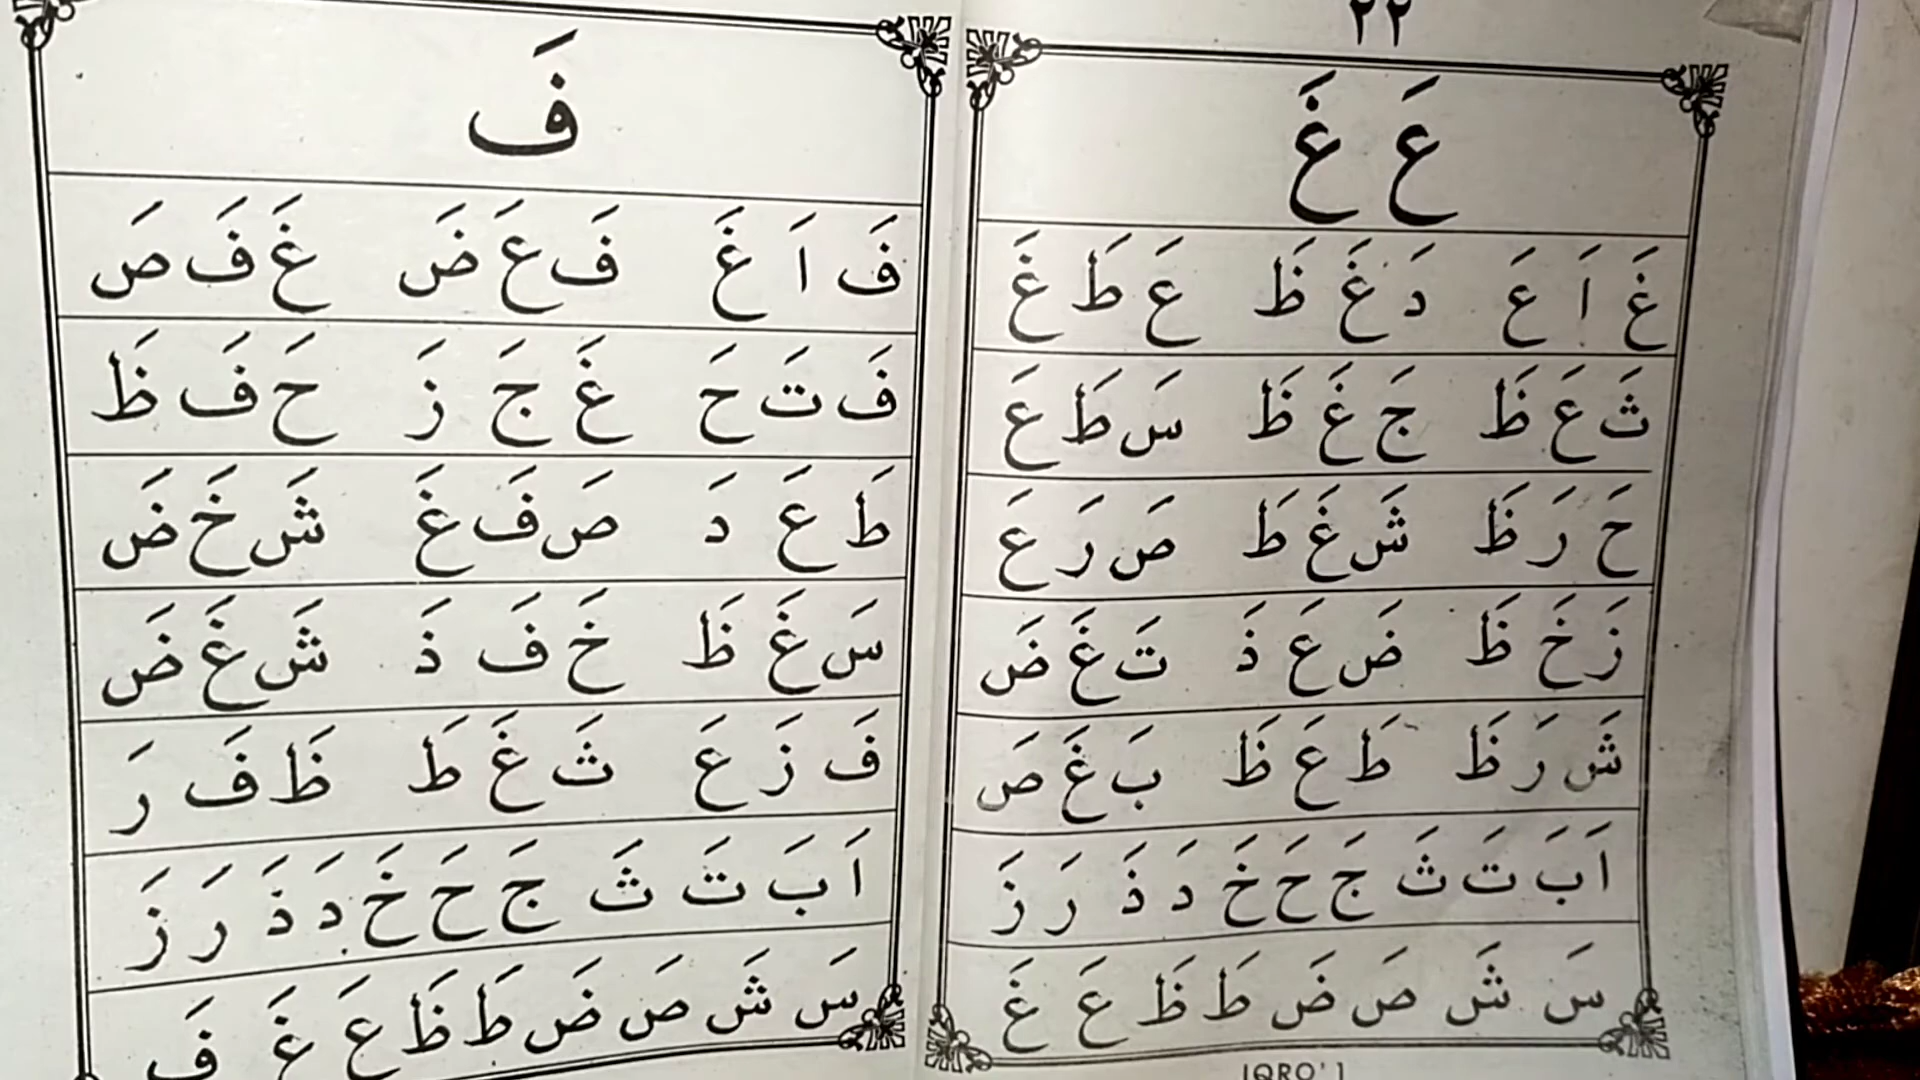 ٢٢
عَ غَ
غَ اَ عَ دَ غَ ظَ عَ طَ غَ
ثَ عَ ظَ جَ غَ ظَ سَ طَ عَ
حَ رَ ظَ شَ غَ طَ صَ رَ عَ
زَ خَ ظَ ضَ عَ ذَ تَ غَ ضَ
شَ رَ ظَ طَ عَ ظَ بَ غَ صَ
اَ بَ تَ ثَ جَ حَ خَ دَ ذَ رَ زَ
سَ شَ صَ ضَ طَ ظَ عَ غَ
IQRO' 1
فَ
فَ اَ غَ فَ عَ ضَ غَ فَ صَ
فَ تَ حَ غَ جَ زَ حَ فَ ظَ
طَ عَ دَ صَ فَ غَ شَ خَ ضَ
سَ غَ ظَ خَ فَ ذَ شَ غَ ضَ
فَ زَ عَ ثَ غَ طَ ظَ فَ رَ
اَ بَ تَ ثَ جَ حَ خَ دَ ذَ رَ زَ
سَ شَ صَ ضَ طَ ظَ عَ غَ فَ